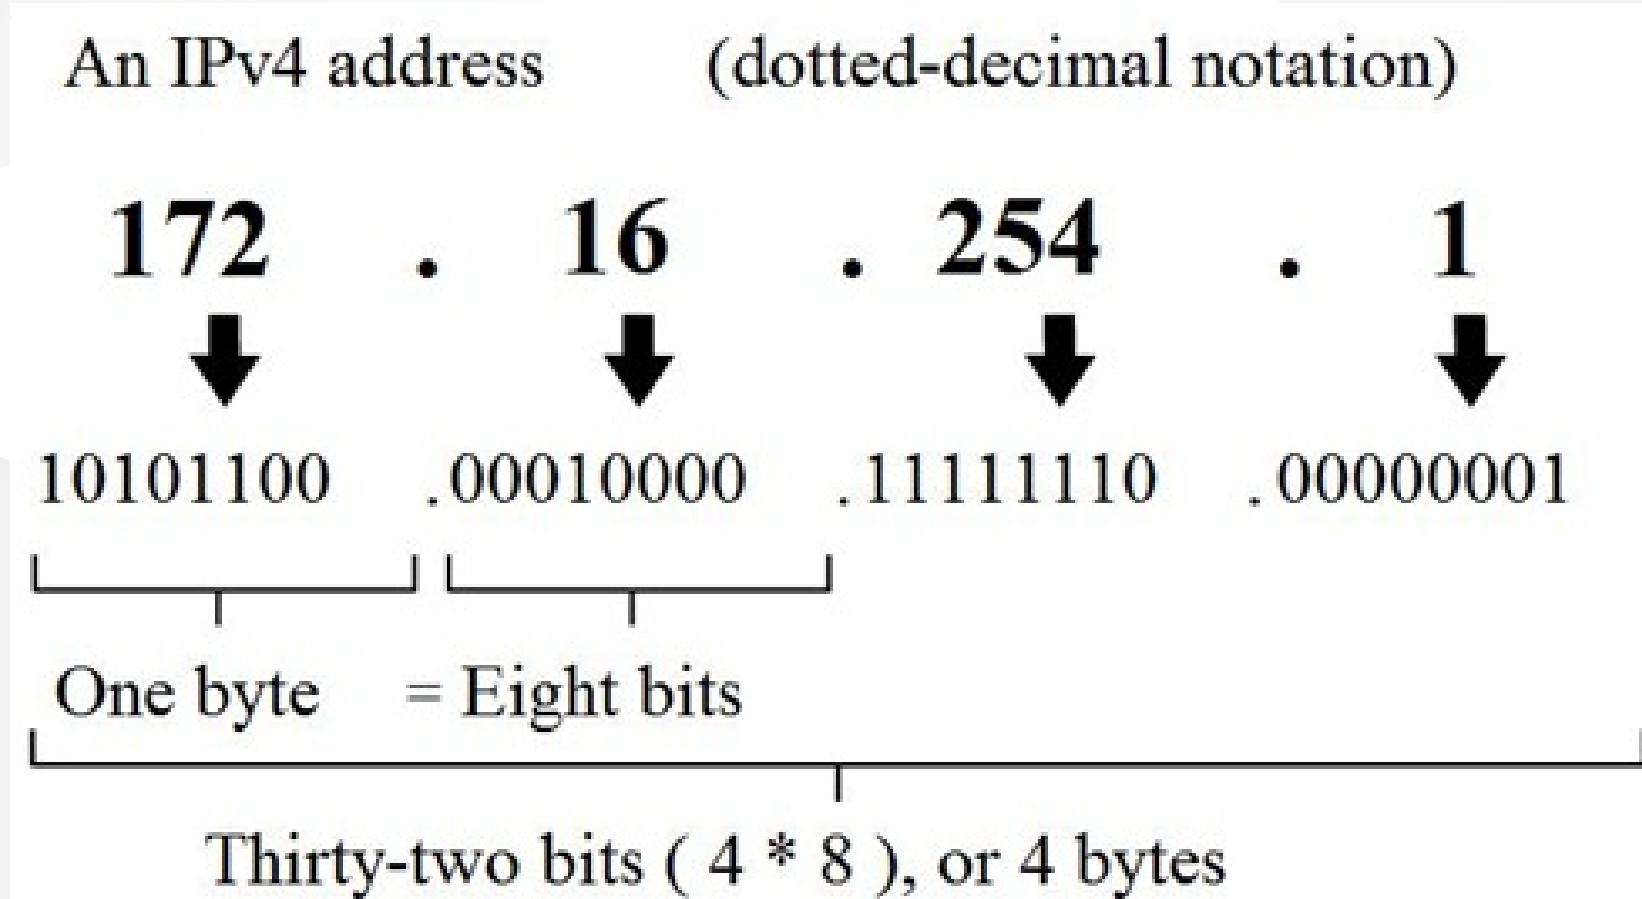 An IPv4 address (dotted-decimal notation)
172 . 16 . 254 . 1
10101100 .00010000 .11111110 .00000001
One byte = Eight bits
Thirty-two bits ( 4 * 8 ), or 4 bytes